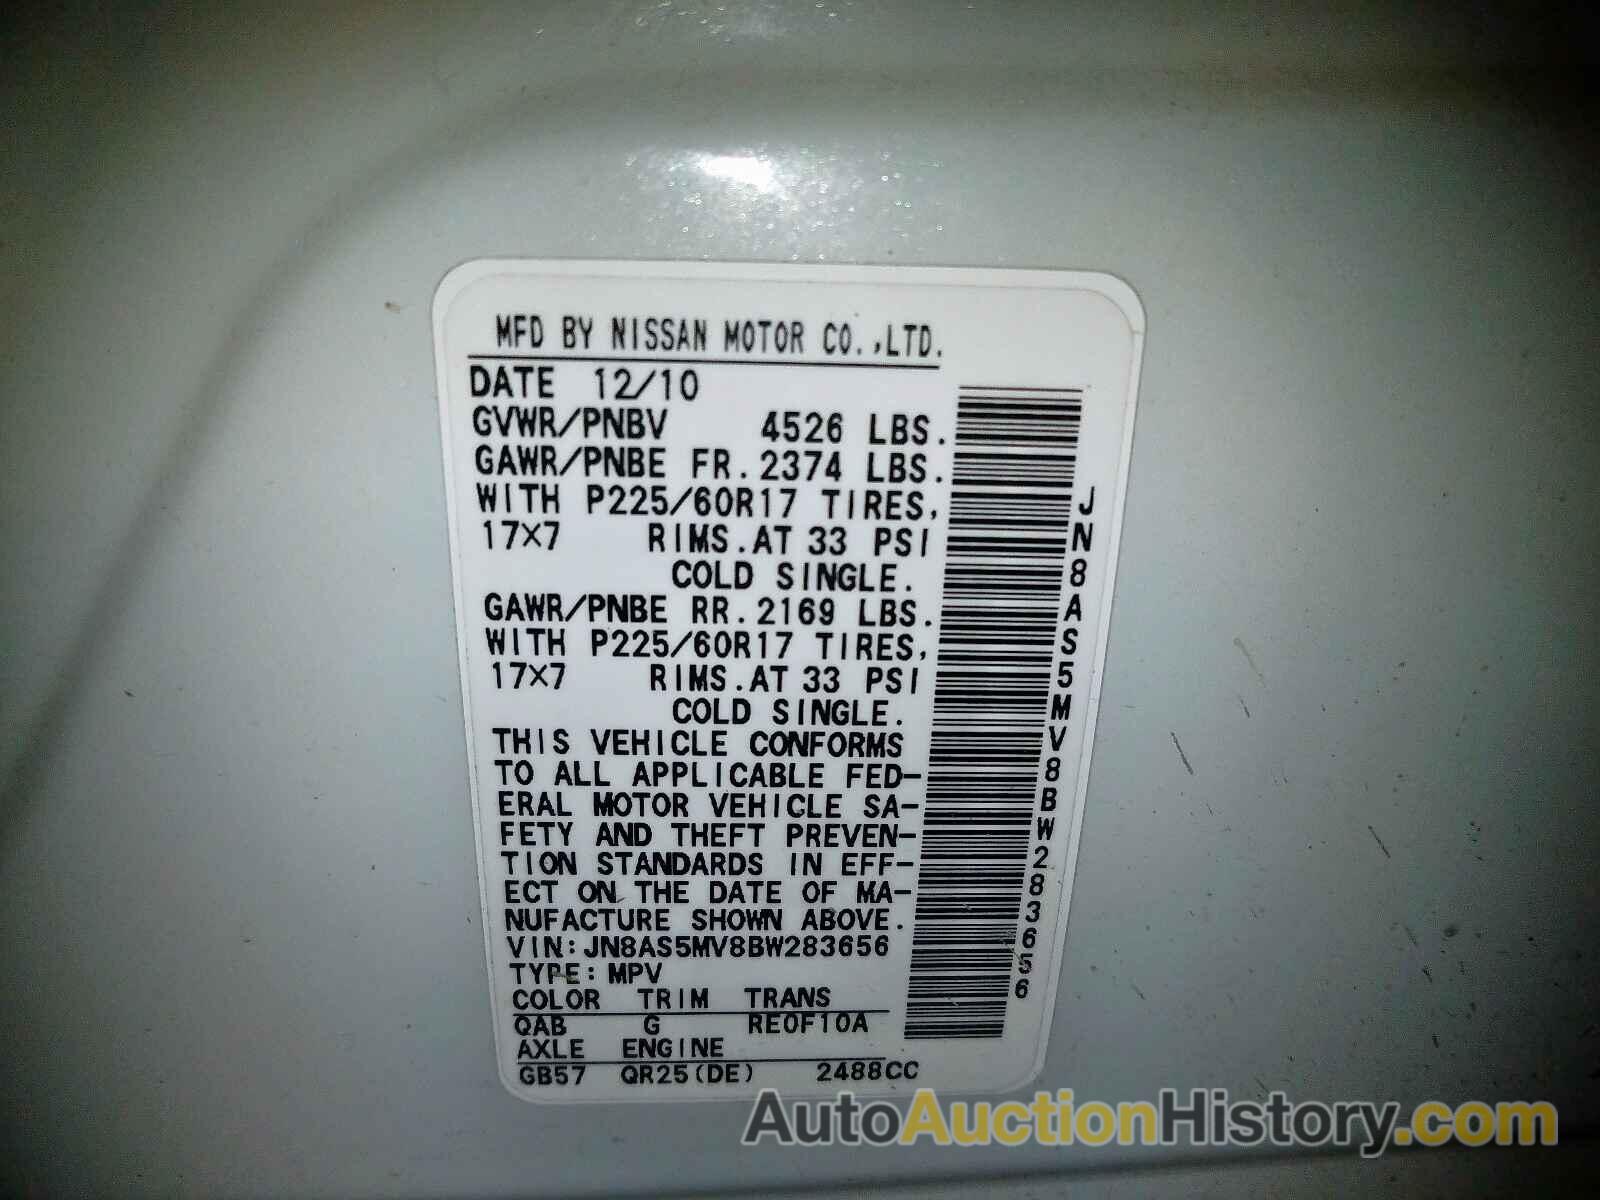 MFD BY NISSAN MOTOR CO.,LTD.
DATE 12/10
GVWR/PNBV 4526 LBS.
GAWR/PNBE FR. 2374 LBS.
WITH P225/60R17 TIRES,
17X7 RIMS. AT 33 PSI
COLD SINGLE.
GAWR/PNBE RR. 2169 LBS.
WITH P225/60R17 TIRES,
17X7 RIMS. AT 33 PSI
COLD SINGLE.
THIS VEHICLE CONFORMS
TO ALL APPLICABLE FED-
ERAL MOTOR VEHICLE SA-
FETY AND THEFT PREVEN-
TION STANDARDS IN EFF-
ECT ON THE DATE OF MA-
NUFACTURE SHOWN ABOVE.
VIN: JN8AS5MV8BW283656
TYPE: MPV
COLOR TRIM TRANS
QAB G RE0F10A
AXLE ENGINE
GB57 QR25(DE) 2488CC
JN8AS5MV8BW283656
AutoAuctionHistory.com